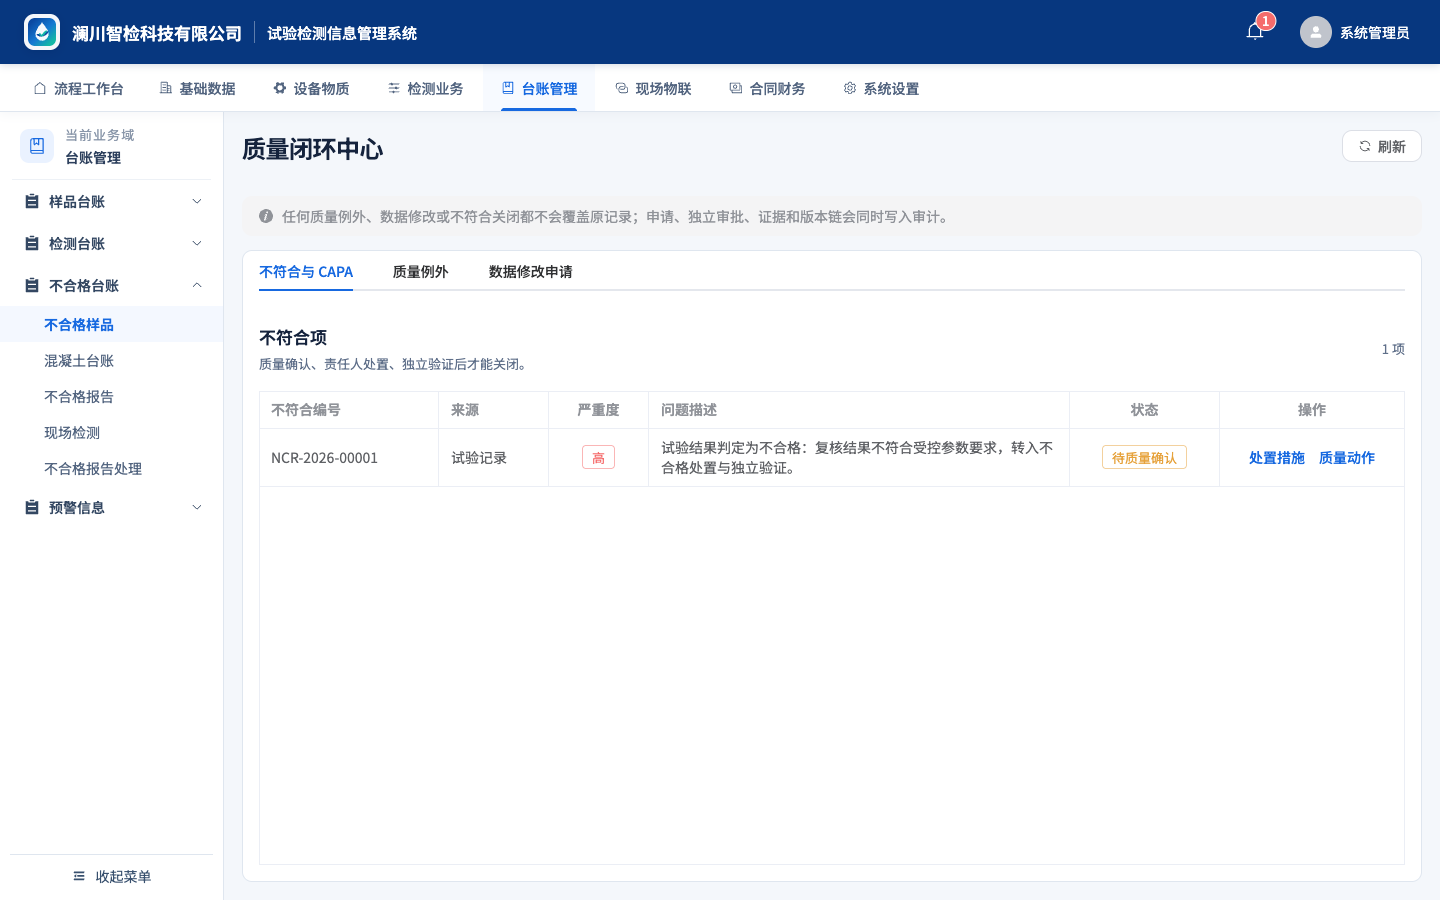 澜川智检科技有限公司
试验检测信息管理系统
1
系统管理员
流程工作台
基础数据
设备物质
检测业务
台账管理
现场物联
合同财务
系统设置
当前业务域
台账管理
样品台账
检测台账
不合格台账
不合格样品
混凝土台账
不合格报告
现场检测
不合格报告处理
预警信息
收起菜单
质量闭环中心
刷新
任何质量例外、数据修改或不符合关闭都不会覆盖原记录；申请、独立审批、证据和版本链会同时写入审计。
不符合与 CAPA
质量例外
数据修改申请
不符合项
质量确认、责任人处置、独立验证后才能关闭。
1 项
不符合编号
来源
严重度
问题描述
状态
操作
NCR-2026-00001
试验记录
高
试验结果判定为不合格：复核结果不符合受控参数要求，转入不
合格处置与独立验证。
待质量确认
处置措施
质量动作